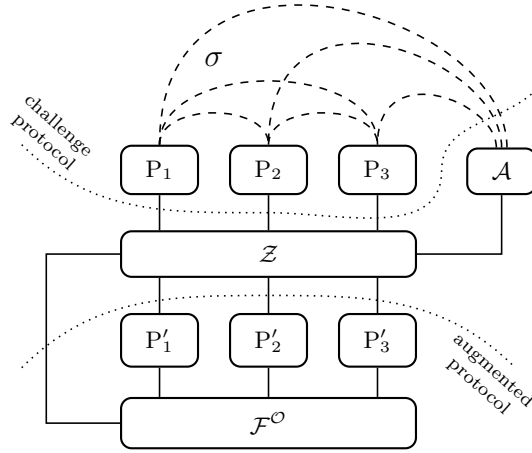 σ
challenge
protocol
P₁ P₂ P₃ 𝒜
𝒵
P′₁ P′₂ P′₃
augmented
protocol
ℱ^𝒪